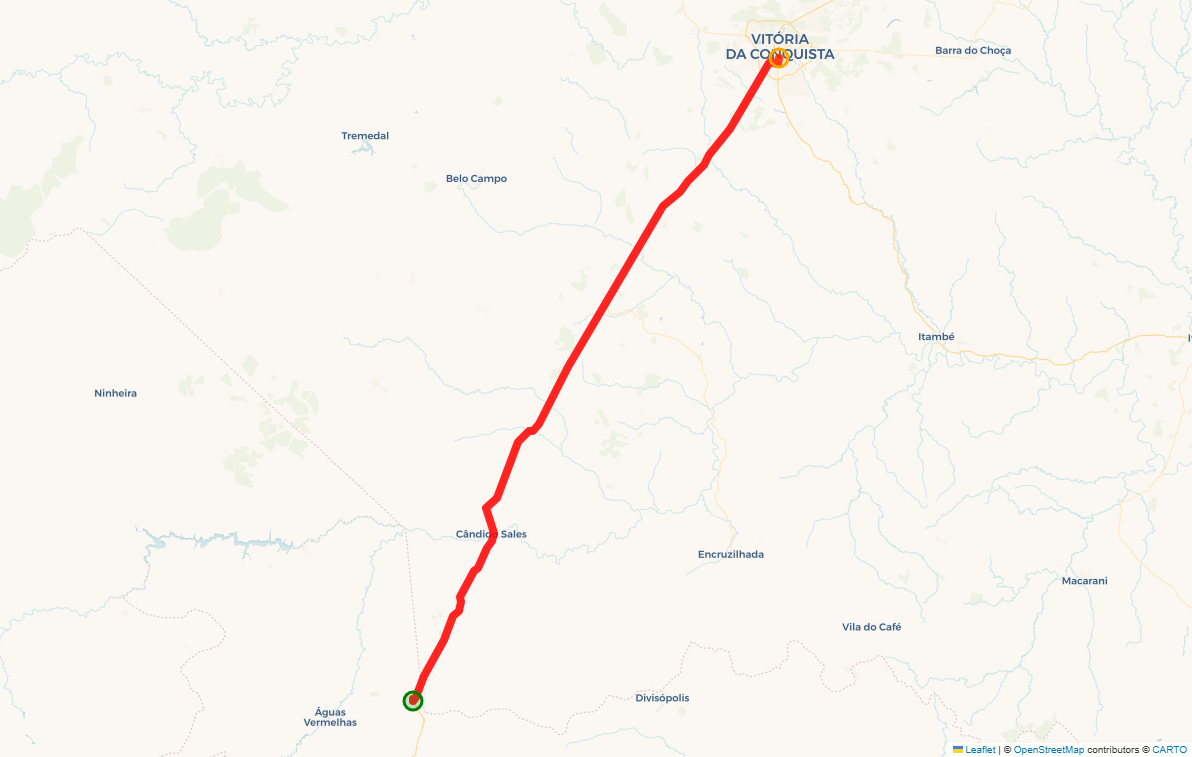 VITÓRIA
DA CONQUISTA
Barra do Choça
Tremedal
Belo Campo
Itambé
Ninheira
Cândido Sales
Encruzilhada
Macarani
Vila do Café
Divisópolis
Águas
Vermelhas
Leaflet | © OpenStreetMap contributors © CARTO